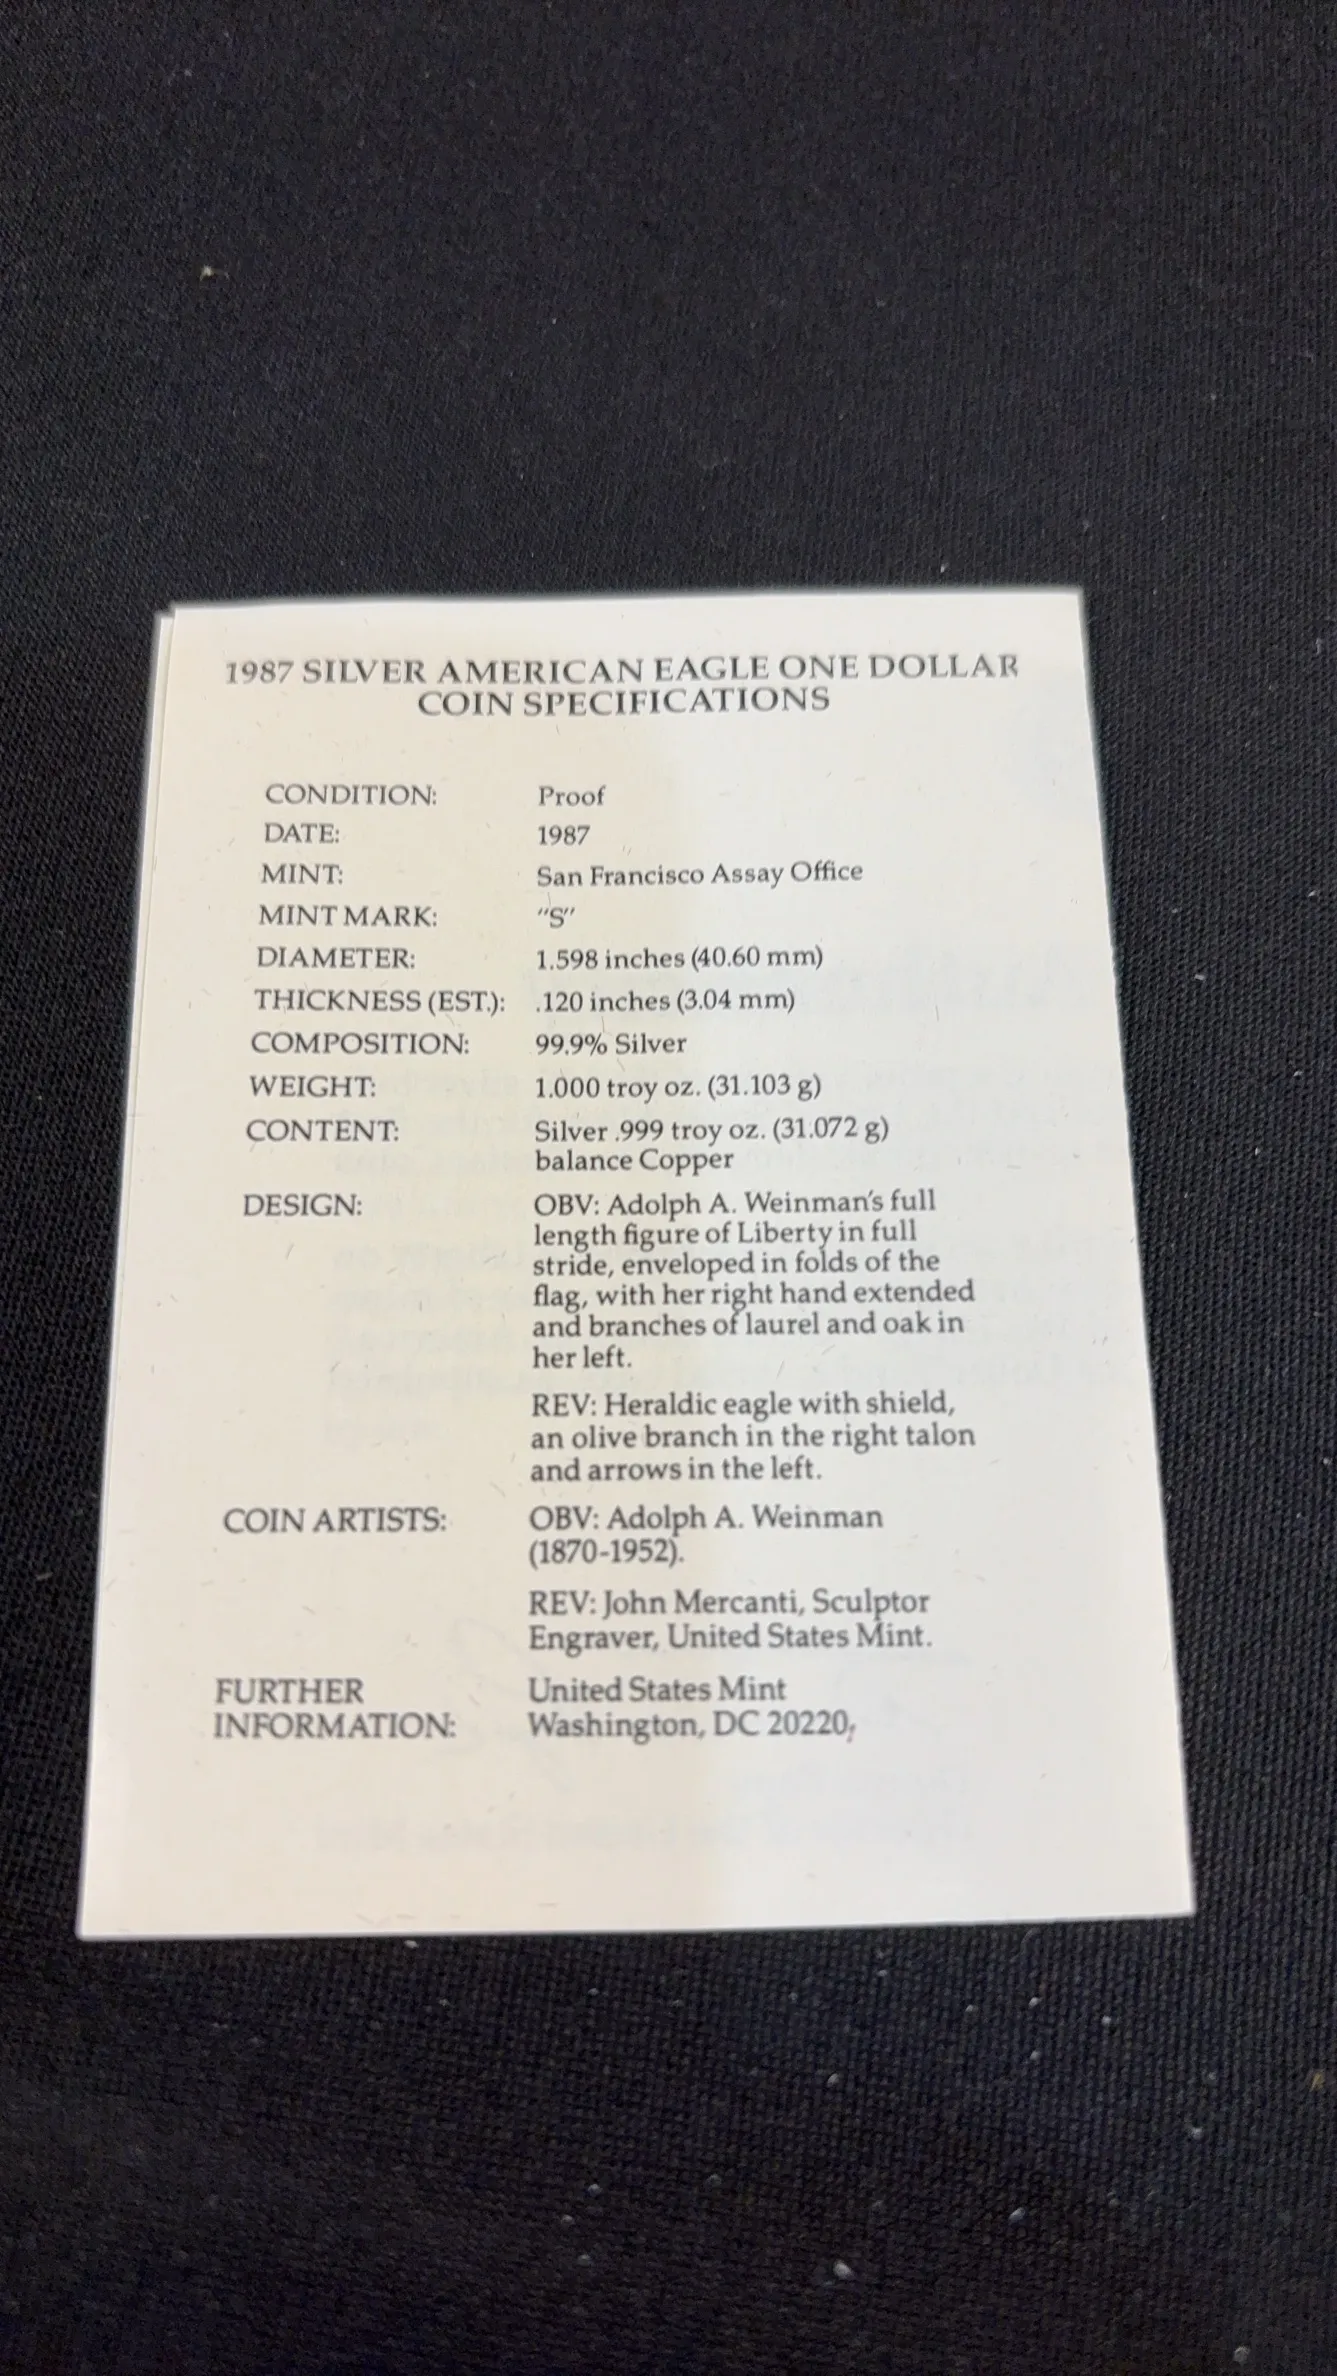 1987 SILVER AMERICAN EAGLE ONE DOLLAR
COIN SPECIFICATIONS
CONDITION: Proof
DATE: 1987
MINT: San Francisco Assay Office
MINT MARK: "S"
DIAMETER: 1.598 inches (40.60 mm)
THICKNESS (EST.): .120 inches (3.04 mm)
COMPOSITION: 99.9% Silver
WEIGHT: 1.000 troy oz. (31.103 g)
CONTENT: Silver .999 troy oz. (31.072 g)
balance Copper
DESIGN: OBV: Adolph A. Weinman's full
length figure of Liberty in full
stride, enveloped in folds of the
flag, with her right hand extended
and branches of laurel and oak in
her left.
REV: Heraldic eagle with shield,
an olive branch in the right talon
and arrows in the left.
COIN ARTISTS: OBV: Adolph A. Weinman
(1870-1952).
REV: John Mercanti, Sculptor
Engraver, United States Mint.
FURTHER United States Mint
INFORMATION: Washington, DC 20220